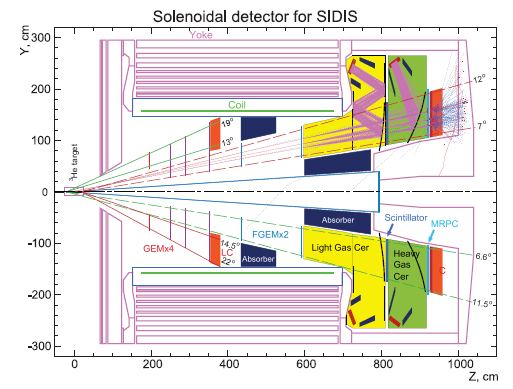 Solenoidal detector for SIDIS
Y, cm
300
200
100
0
-100
-200
-300
Yoke
Coil
19°
13°
12°
7°
³He target
GEMx4
14.5°
22°
LC
FGEMx2
Absorber
Absorber
Light Gas Cer
Heavy
Gas
Cer
Scintillator
MRPC
C
6.6°
11.5°
0
200
400
600
800
1000
Z, cm